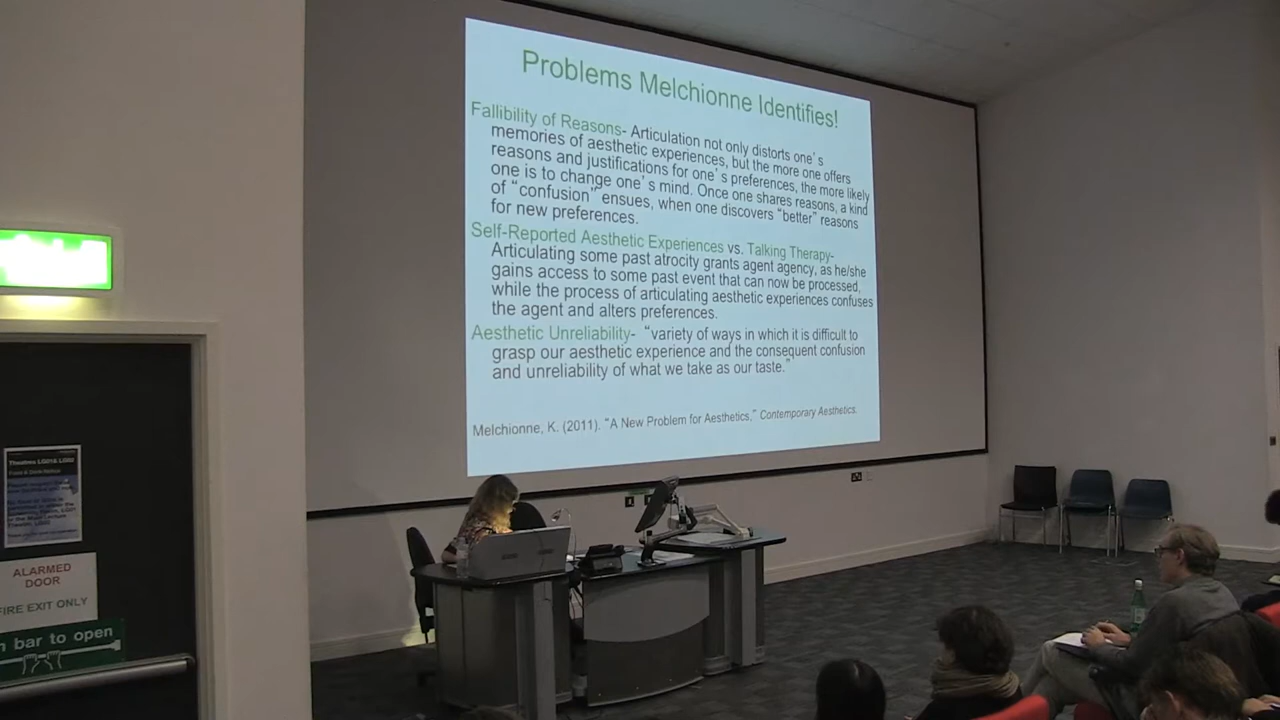 Problems Melchionne Identifies!
Fallibility of Reasons- Articulation not only distorts one's
memories of aesthetic experiences, but the more one offers
reasons and justifications for one's preferences, the more likely
one is to change one's mind. Once one shares reasons, a kind
of "confusion" ensues, when one discovers "better" reasons
for new preferences.
Self-Reported Aesthetic Experiences vs. Talking Therapy-
Articulating some past atrocity grants agent agency, as he/she
gains access to some past event that can now be processed,
while the process of articulating aesthetic experiences confuses
the agent and alters preferences.
Aesthetic Unreliability- "variety of ways in which it is difficult to
grasp our aesthetic experience and the consequent confusion
and unreliability of what we take as our taste."
Melchionne, K. (2011). "A New Problem for Aesthetics," Contemporary Aesthetics.
ALARMED
DOOR
FIRE EXIT ONLY
bar to open